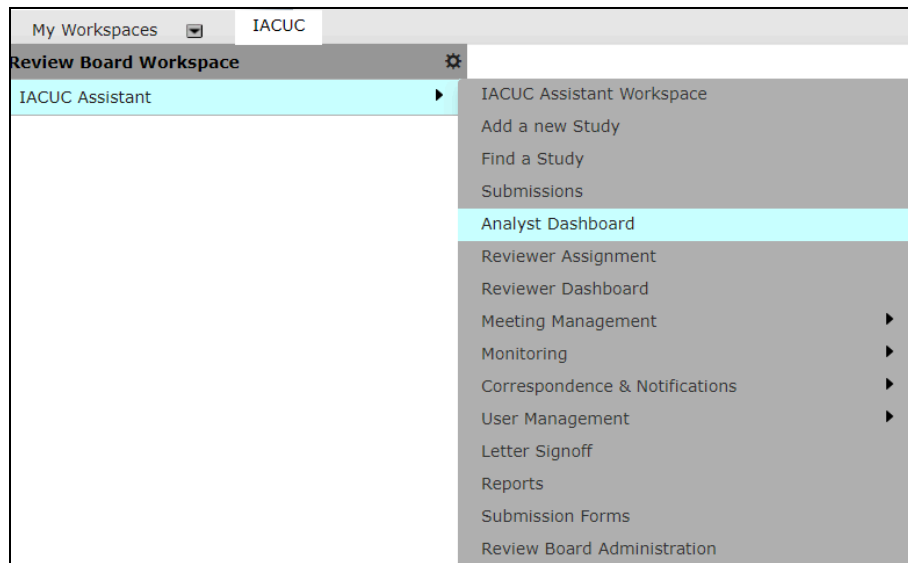 My Workspaces IACUC
Review Board Workspace
IACUC Assistant
IACUC Assistant Workspace
Add a new Study
Find a Study
Submissions
Analyst Dashboard
Reviewer Assignment
Reviewer Dashboard
Meeting Management
Monitoring
Correspondence & Notifications
User Management
Letter Signoff
Reports
Submission Forms
Review Board Administration